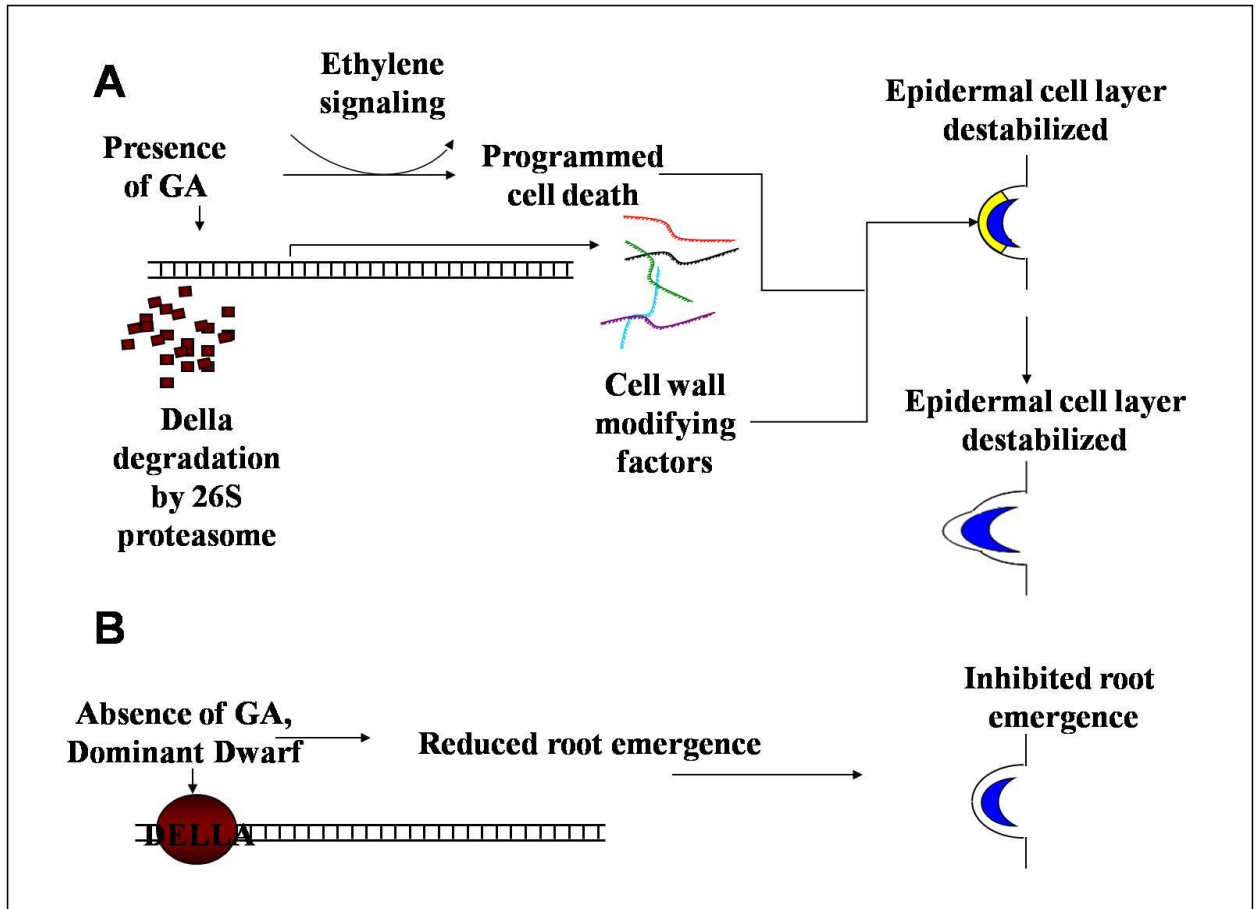 A
Ethylene
signaling
Presence
of GA
Programmed
cell death
Epidermal cell layer
destabilized
Cell wall
modifying
factors
Della
degradation
by 26S
proteasome
Epidermal cell layer
destabilized
B
Absence of GA,
Dominant Dwarf
Reduced root emergence
Inhibited root
emergence
DELLA